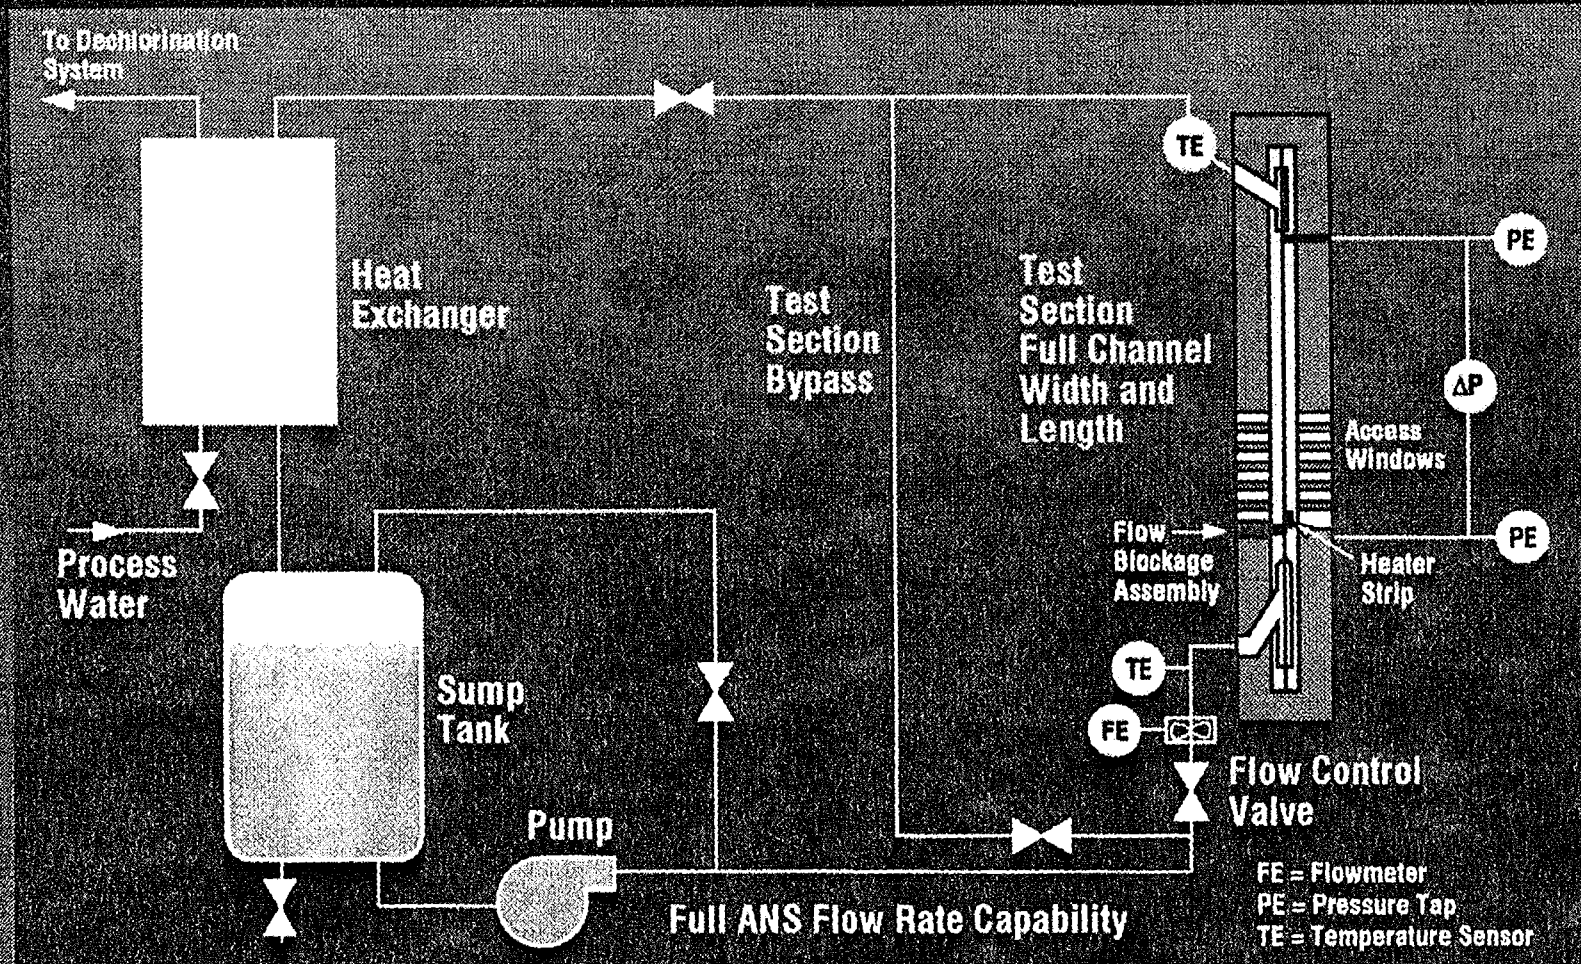 To Dechlorination
System
TE
PE
Heat
Exchanger
Test
Section
Bypass
Test
Section
Full Channel
Width and
Length
ΔP
Access
Windows
Flow
Blockage
Assembly
PE
Heater
Strip
Process
Water
TE
Sump
Tank
FE
Flow Control
Valve
Pump
Full ANS Flow Rate Capability
FE = Flowmeter
PE = Pressure Tap
TE = Temperature Sensor